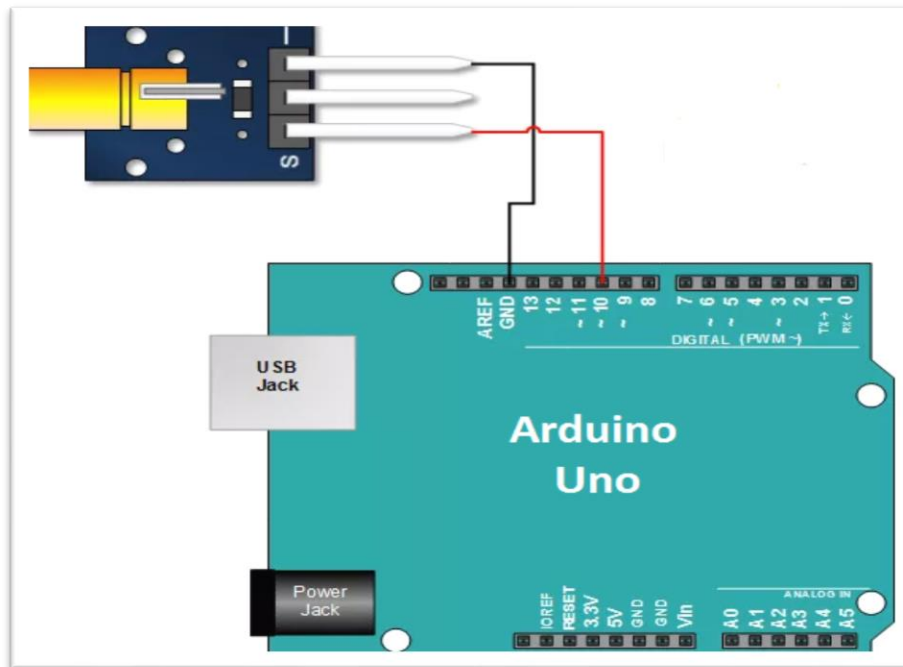 S
AREF
GND
13
12
~ 11
~ 10
~ 9
8
7
~ 6
~ 5
4
~ 3
2
TX→ 1
RX← 0
DIGITAL (PWM~)
USB
Jack
Arduino
Uno
Power
Jack
ANALOG IN
IOREF
RESET
3.3V
5V
GND
GND
Vin
A0
A1
A2
A3
A4
A5